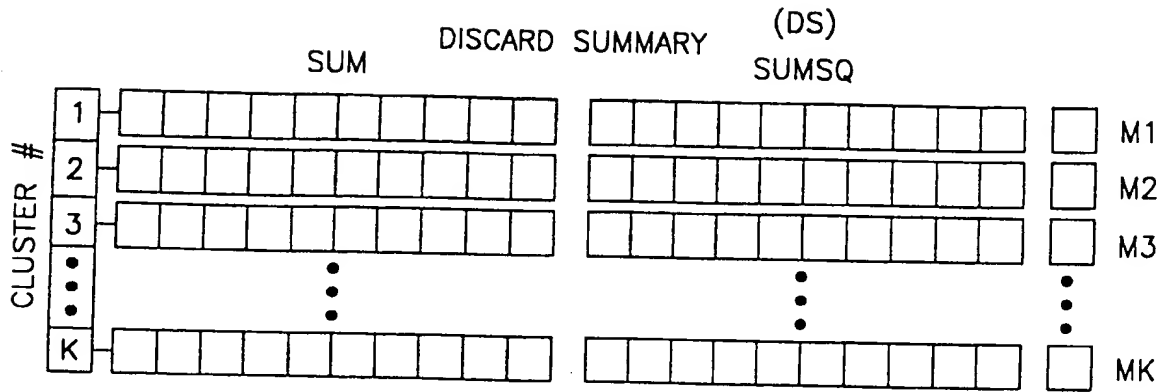 (DS)
DISCARD SUMMARY
SUM
SUMSQ
CLUSTER #
1
M1
2
M2
3
M3
K
MK